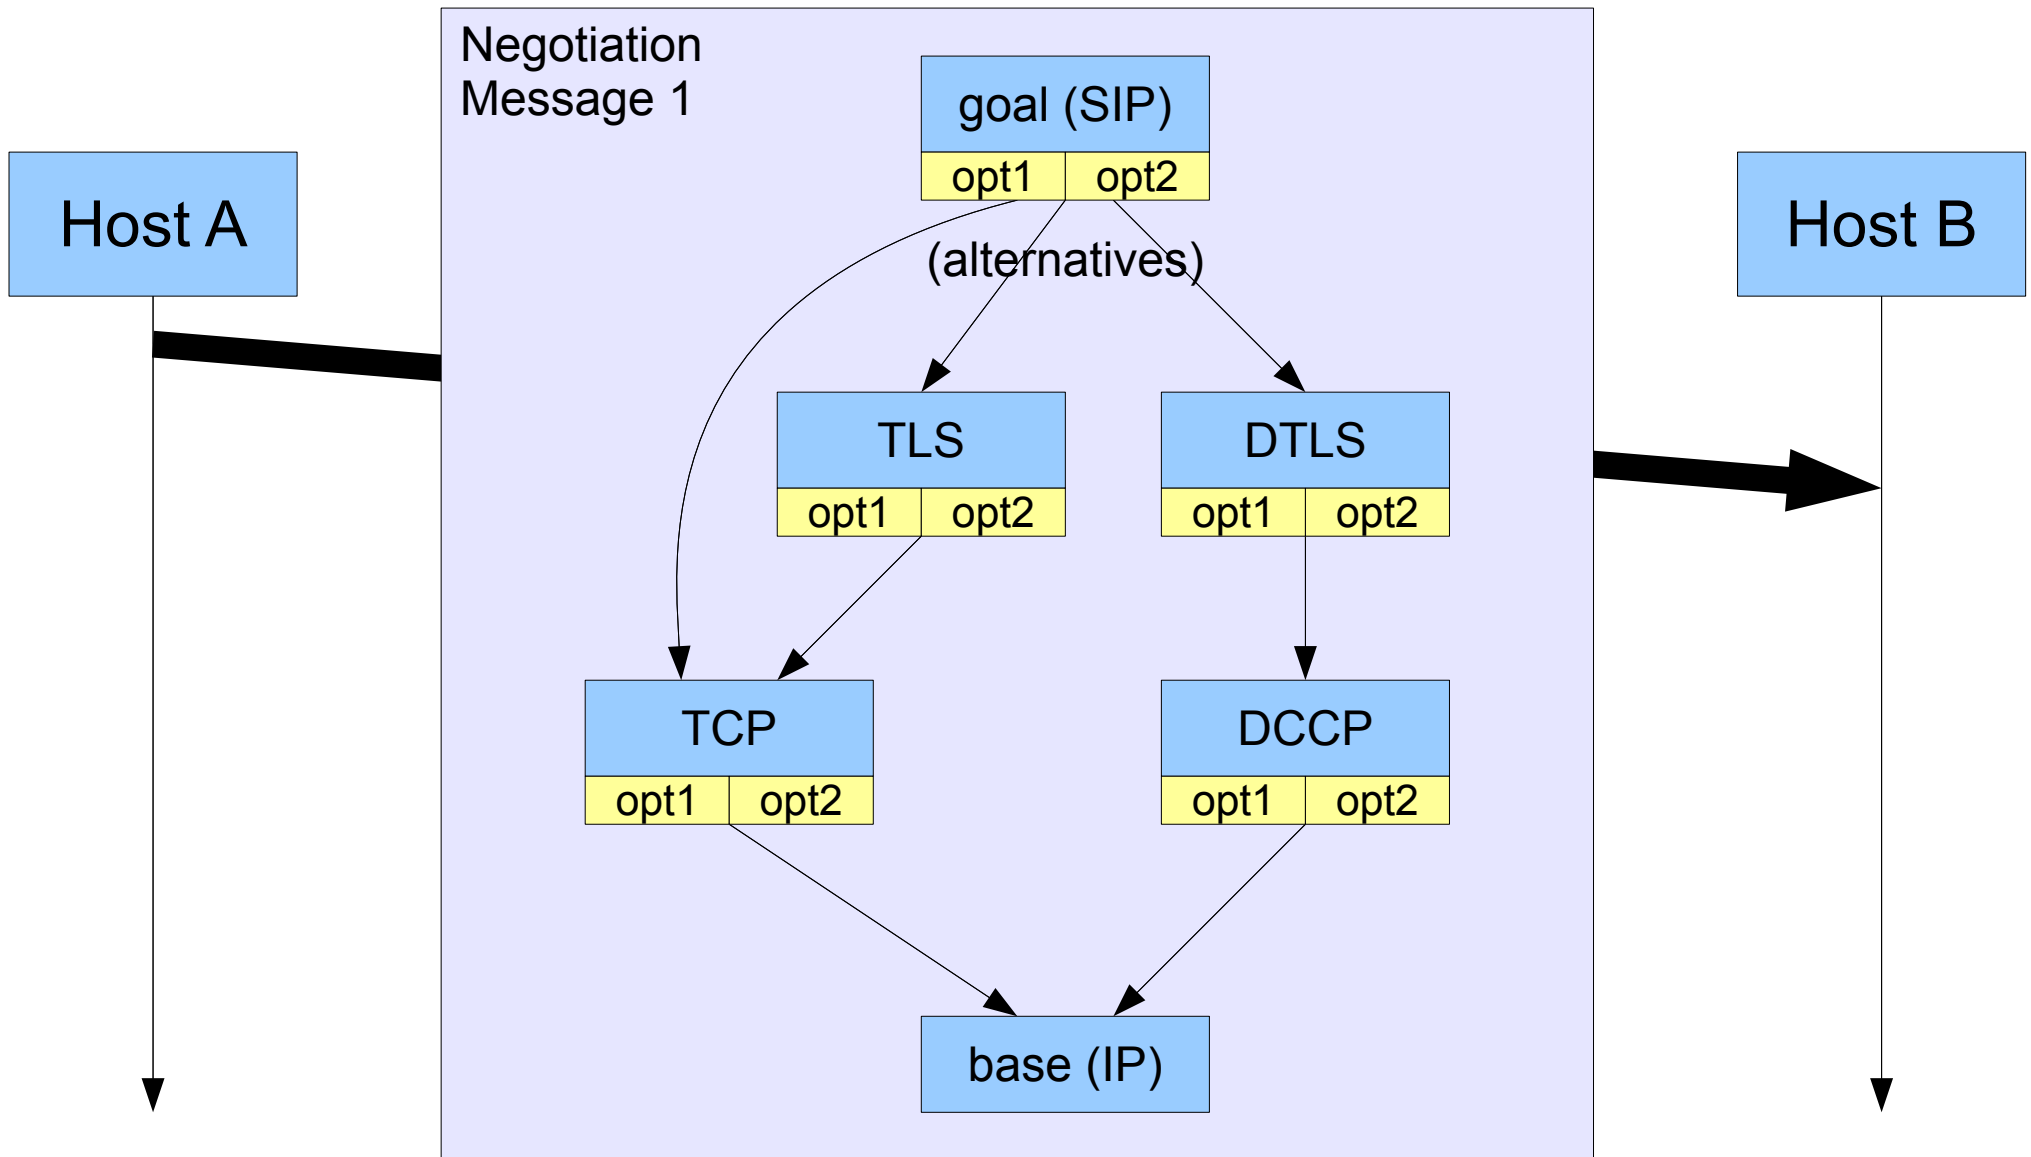 Negotiation
Message 1
goal (SIP)
opt1 opt2
Host A
Host B
(alternatives)
TLS
DTLS
opt1 opt2
opt1 opt2
TCP
DCCP
opt1 opt2
opt1 opt2
base (IP)